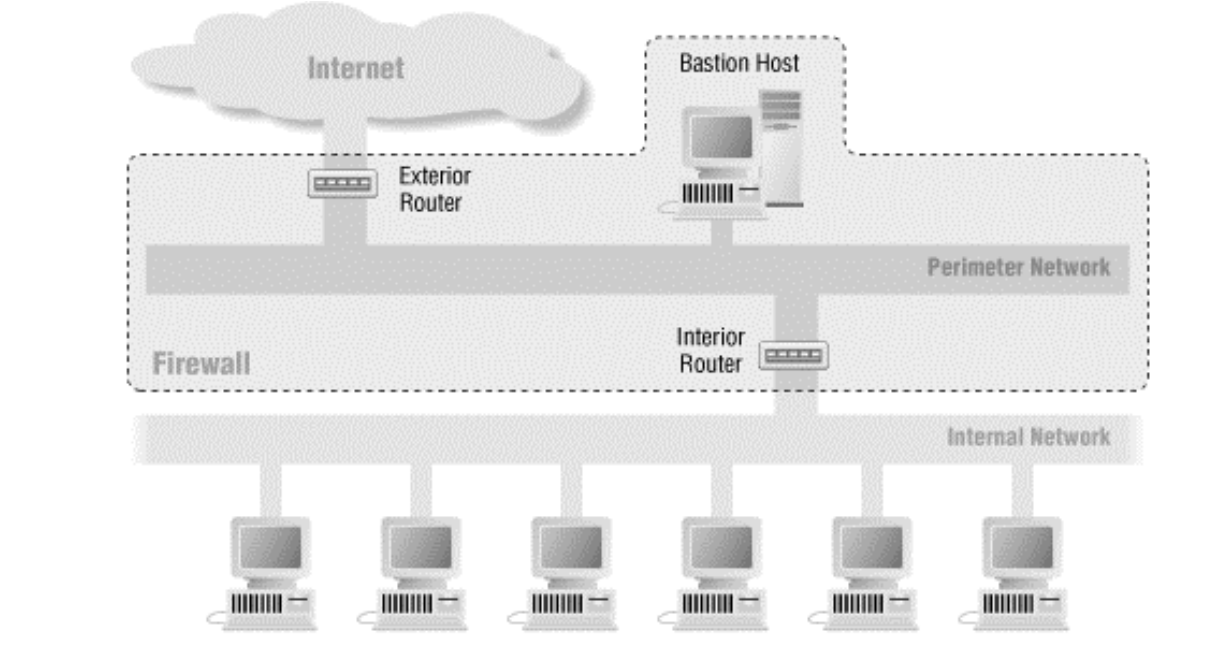 Internet
Bastion Host
Exterior
Router
Perimeter Network
Interior
Router
Firewall
Internal Network